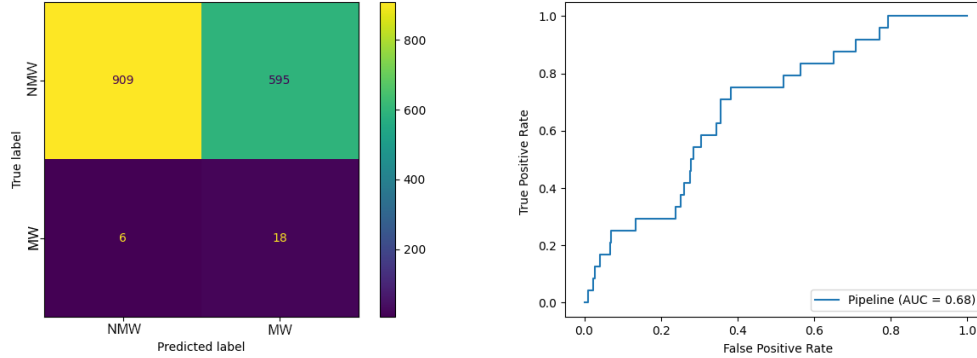 NMW
MW
True label
909
595
6
18
NMW
MW
Predicted label
800
600
400
200
True Positive Rate
1.0
0.8
0.6
0.4
0.2
0.0
0.0
0.2
0.4
0.6
0.8
1.0
False Positive Rate
Pipeline (AUC = 0.68)